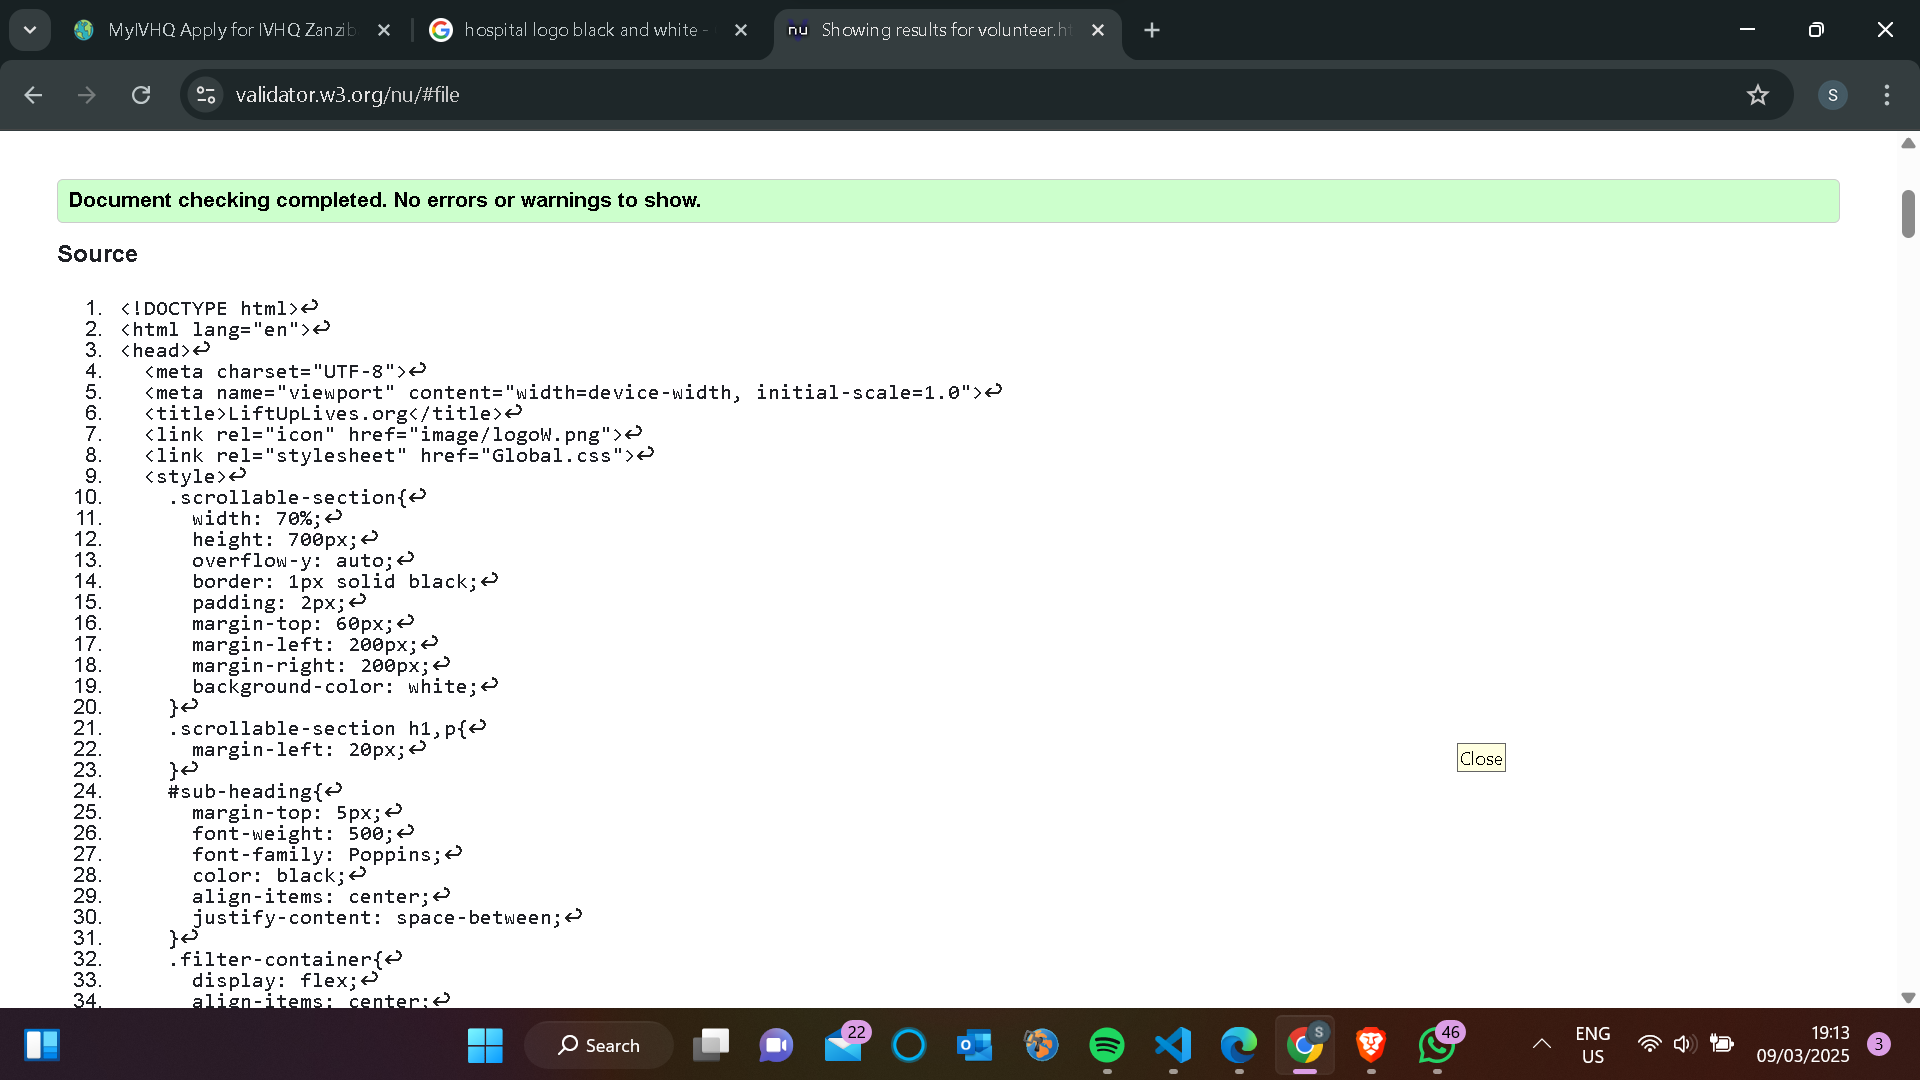 MyIVHQ Apply for IVHQ Zanzib
hospital logo black and white -
nu Showing results for volunteer.ht
validator.w3.org/nu/#file
S
Document checking completed. No errors or warnings to show.
Source
1. <!DOCTYPE html>↩
2. <html lang="en">↩
3. <head>↩
4. <meta charset="UTF-8">↩
5. <meta name="viewport" content="width=device-width, initial-scale=1.0">↩
6. <title>LiftUpLives.org</title>↩
7. <link rel="icon" href="image/logoW.png">↩
8. <link rel="stylesheet" href="Global.css">↩
9. <style>↩
10. .scrollable-section{↩
11. width: 70%;↩
12. height: 700px;↩
13. overflow-y: auto;↩
14. border: 1px solid black;↩
15. padding: 2px;↩
16. margin-top: 60px;↩
17. margin-left: 200px;↩
18. margin-right: 200px;↩
19. background-color: white;↩
20. }↩
21. .scrollable-section h1,p{↩
22. margin-left: 20px;↩
23. }↩
24. #sub-heading{↩
25. margin-top: 5px;↩
26. font-weight: 500;↩
27. font-family: Poppins;↩
28. color: black;↩
29. align-items: center;↩
30. justify-content: space-between;↩
31. }↩
32. .filter-container{↩
33. display: flex;↩
34. align-items: center;↩
Close
Search
22
S
46
ENG
US
19:13
09/03/2025
3